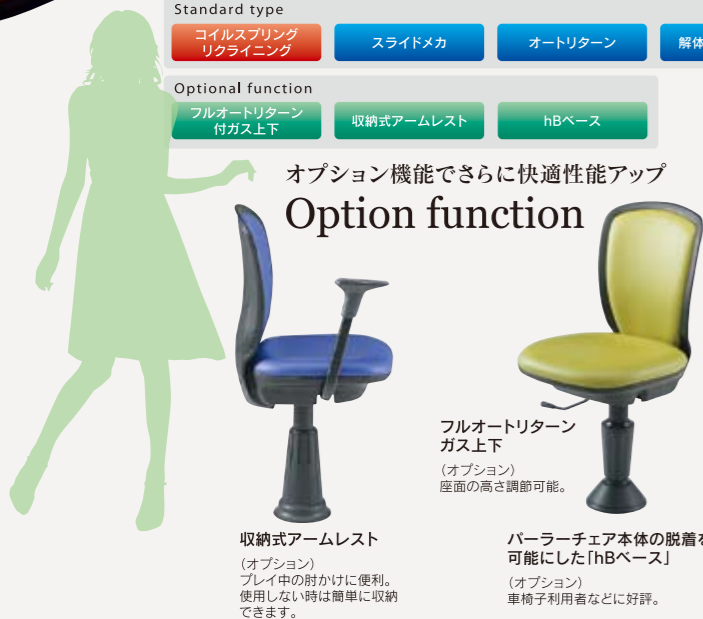 Standard type
コイルスプリング
リクライニング
スライドメカ
オートリターン
解体
Optional function
フルオートリターン
付ガス上下
収納式アームレスト
hBベース
オプション機能でさらに快適性能アップ
Option function
フルオートリターン
ガス上下
（オプション）
座面の高さ調節可能。
収納式アームレスト
（オプション）
プレイ中の肘かけに便利。
使用しない時は簡単に収納
できます。
パーラーチェア本体の脱着を
可能にした「hBベース」
（オプション）
車椅子利用者などに好評。